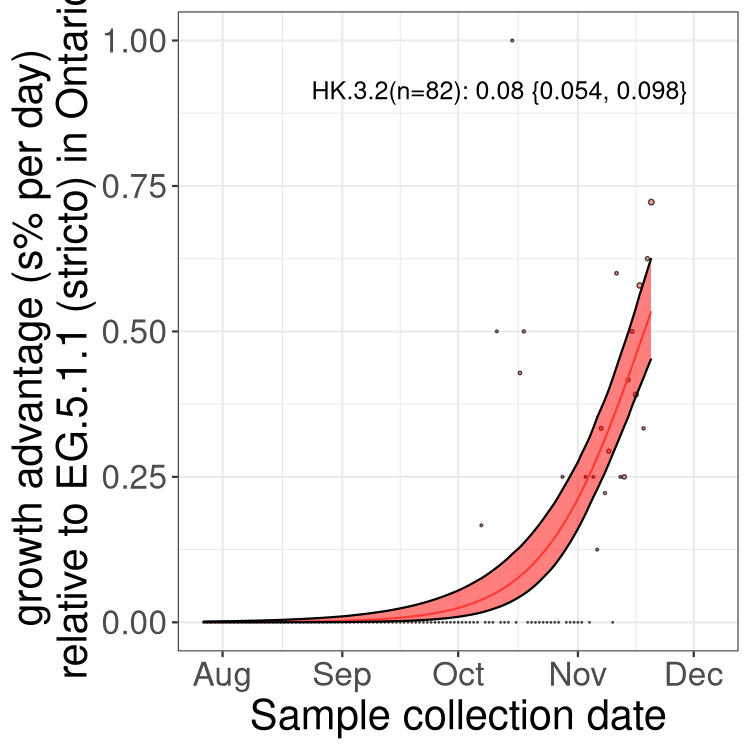 growth advantage (s% per day)
relative to EG.5.1.1 (stricto) in Ontario
1.00
0.75
0.50
0.25
0.00
HK.3.2(n=82): 0.08 {0.054, 0.098}
Aug Sep Oct Nov Dec
Sample collection date